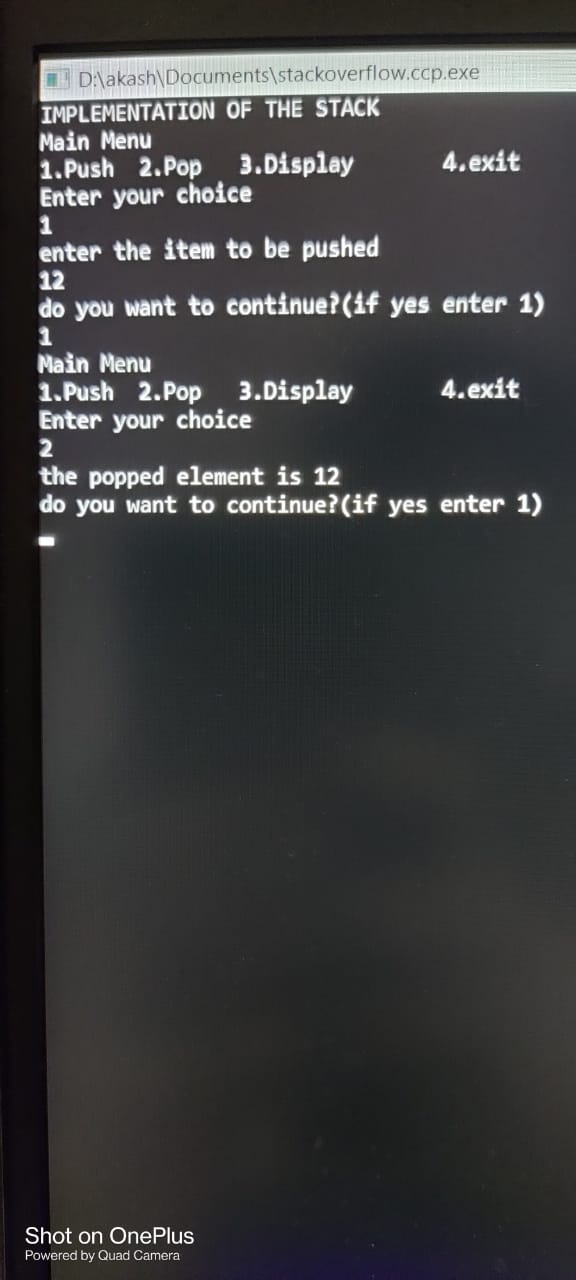 D:\akash\Documents\stackoverflow.ccp.exe
IMPLEMENTATION OF THE STACK
Main Menu
1.Push 2.Pop 3.Display 4.exit
Enter your choice
1
enter the item to be pushed
12
do you want to continue?(if yes enter 1)
1
Main Menu
1.Push 2.Pop 3.Display 4.exit
Enter your choice
2
the popped element is 12
do you want to continue?(if yes enter 1)
Shot on OnePlus
Powered by Quad Camera